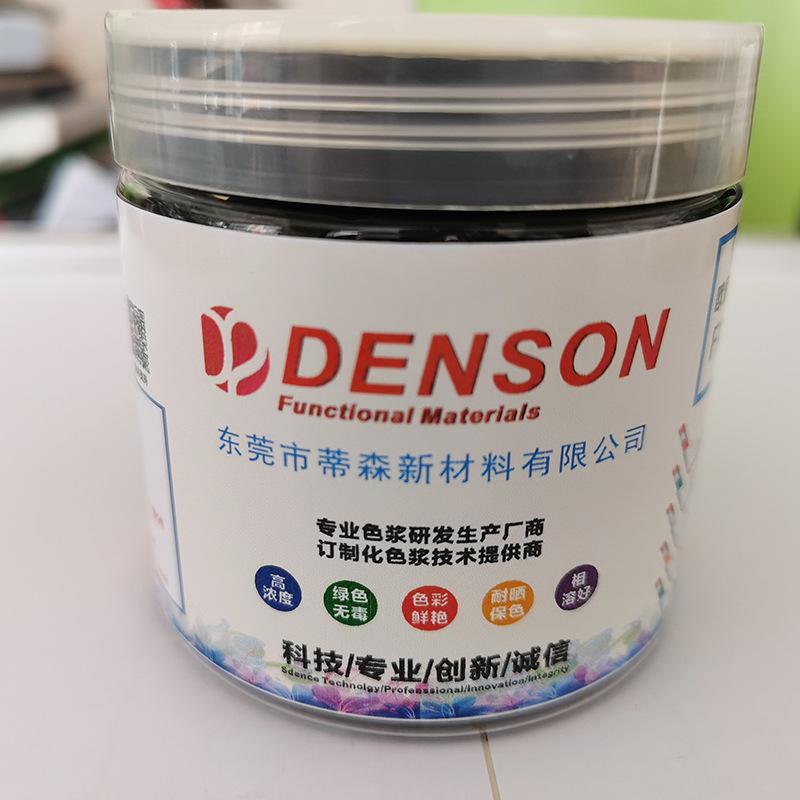 DENSON
Functional Materials
东莞市蒂森新材料有限公司
专业色浆研发生产厂商
订制化色浆技术提供商
高浓度
绿色无毒
色彩鲜艳
耐晒保色
相溶好
科技/专业/创新/诚信
Sdence Technolgy/Profenssional/innovation/integrity